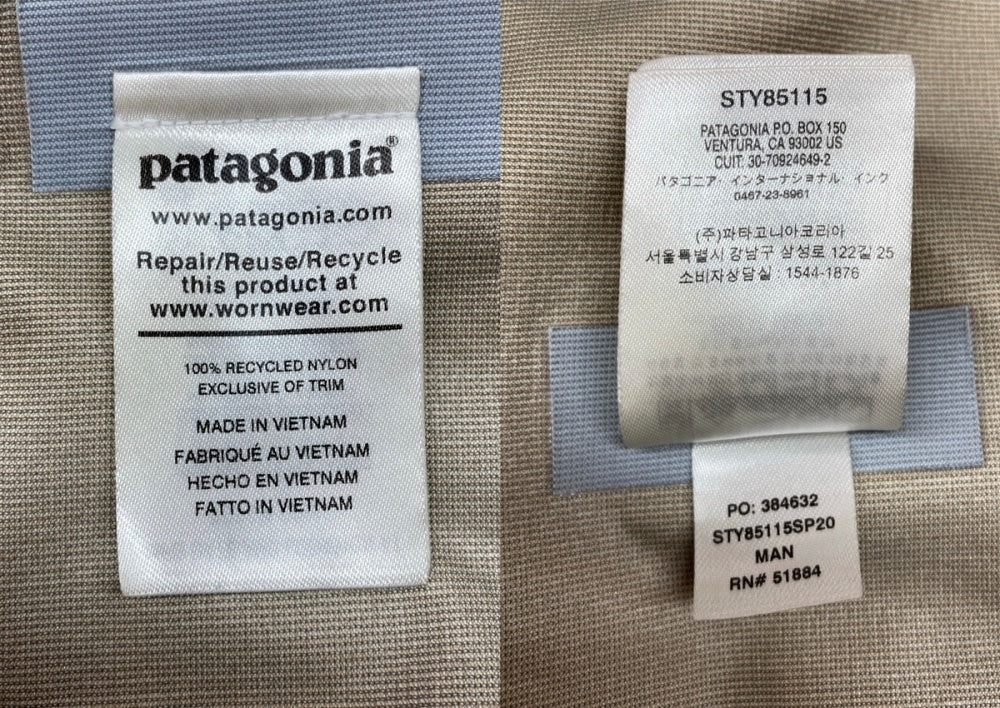 patagonia®
www.patagonia.com
Repair/Reuse/Recycle
this product at
www.wornwear.com
100% RECYCLED NYLON
EXCLUSIVE OF TRIM
MADE IN VIETNAM
FABRIQUÉ AU VIETNAM
HECHO EN VIETNAM
FATTO IN VIETNAM
STY85115
PATAGONIA P.O. BOX 150
VENTURA, CA 93002 US
CUIT: 30-70924649-2
パタゴニア・インターナショナル・インク
0467-23-8961
(주)파타고니아코리아
서울특별시 강남구 삼성로 122길 25
소비자상담실 : 1544-1876
PO: 384632
STY85115SP20
MAN
RN# 51884